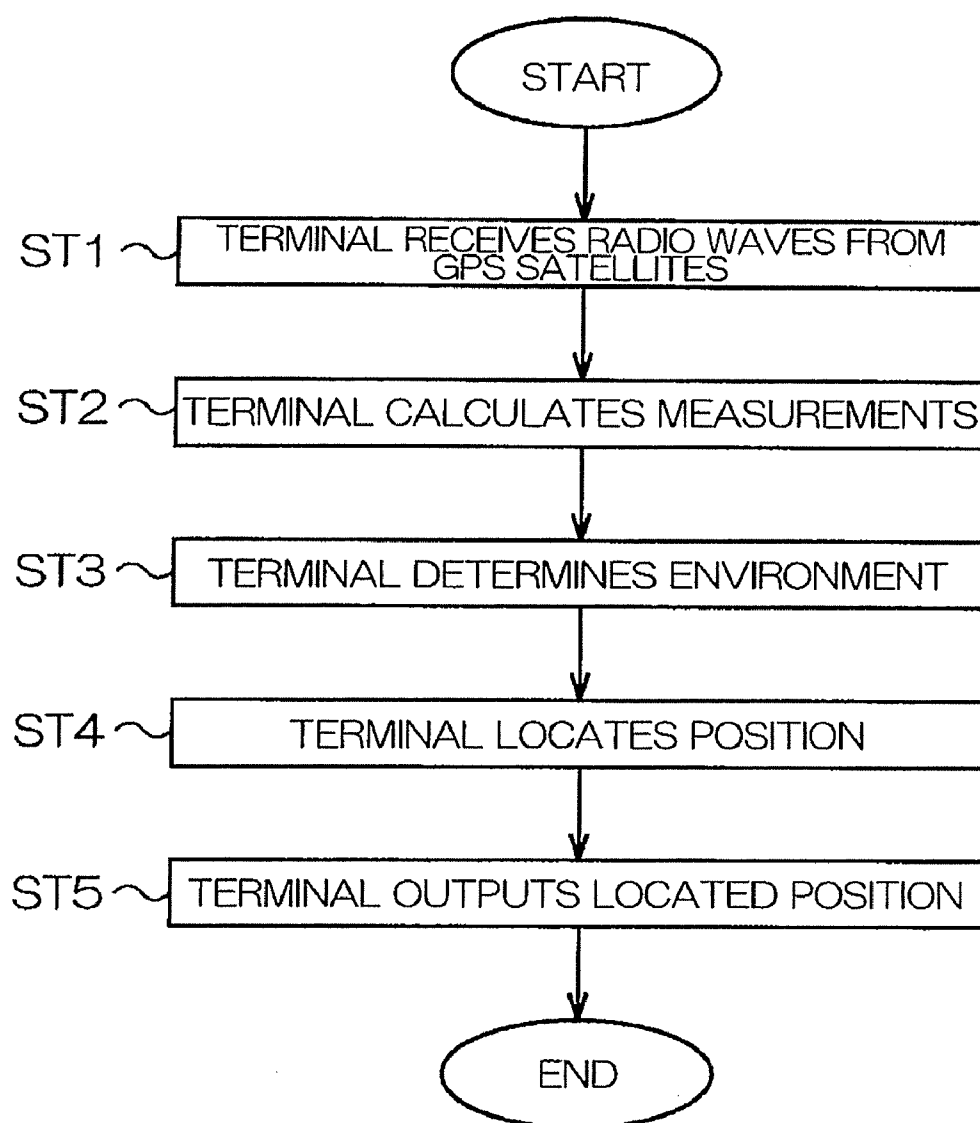 START
ST1
TERMINAL RECEIVES RADIO WAVES FROM
GPS SATELLITES
ST2
TERMINAL CALCULATES MEASUREMENTS
ST3
TERMINAL DETERMINES ENVIRONMENT
ST4
TERMINAL LOCATES POSITION
ST5
TERMINAL OUTPUTS LOCATED POSITION
END